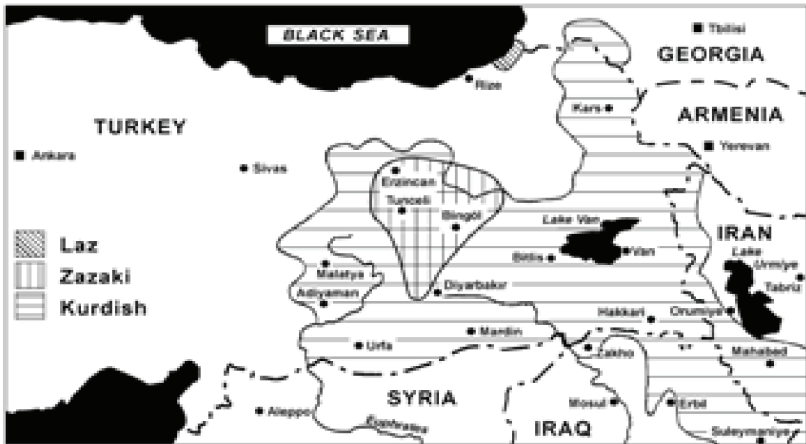 BLACK SEA
Tbilisi
GEORGIA
Rize
Kars
ARMENIA
TURKEY
Ankara
Sivas
Yerevan
Erzincan
Tunceli
Bingöl
Lake Van
Bitlis
Van
IRAN
Lake
Urmiye
Tabriz
Laz
Zazaki
Kurdish
Malatya
Adiyaman
Diyarbakır
Hakkari
Orumiye
Urfa
Mardin
Zakho
Mahabad
SYRIA
Aleppo
Euphrates
IRAQ
Mosul
Erbil
Suleymaniye